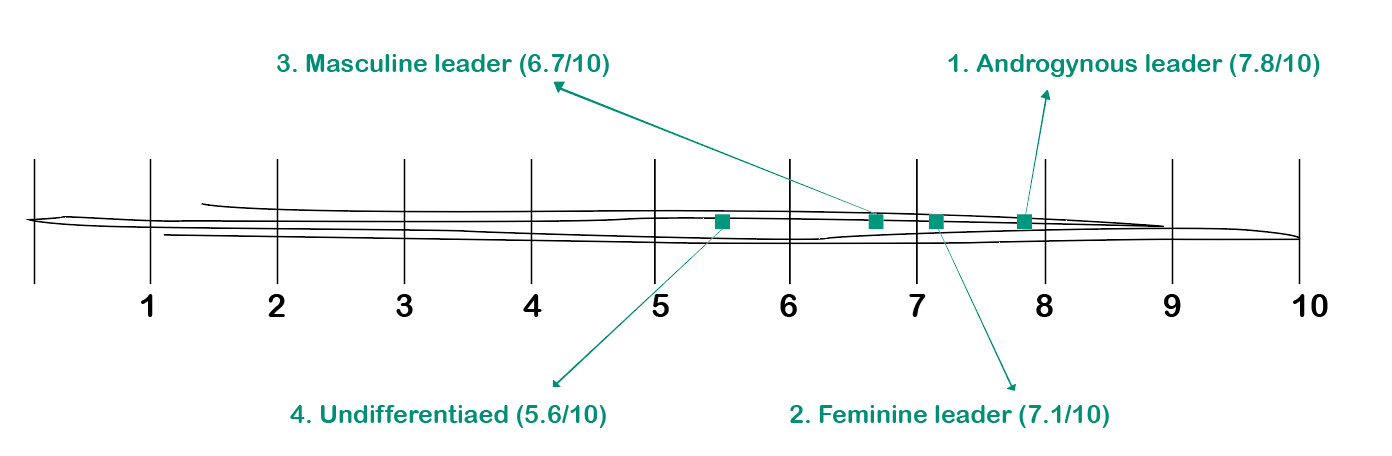 3. Masculine leader (6.7/10)
1. Androgynous leader (7.8/10)
1 2 3 4 5 6 7 8 9 10
4. Undifferentiaed (5.6/10)
2. Feminine leader (7.1/10)